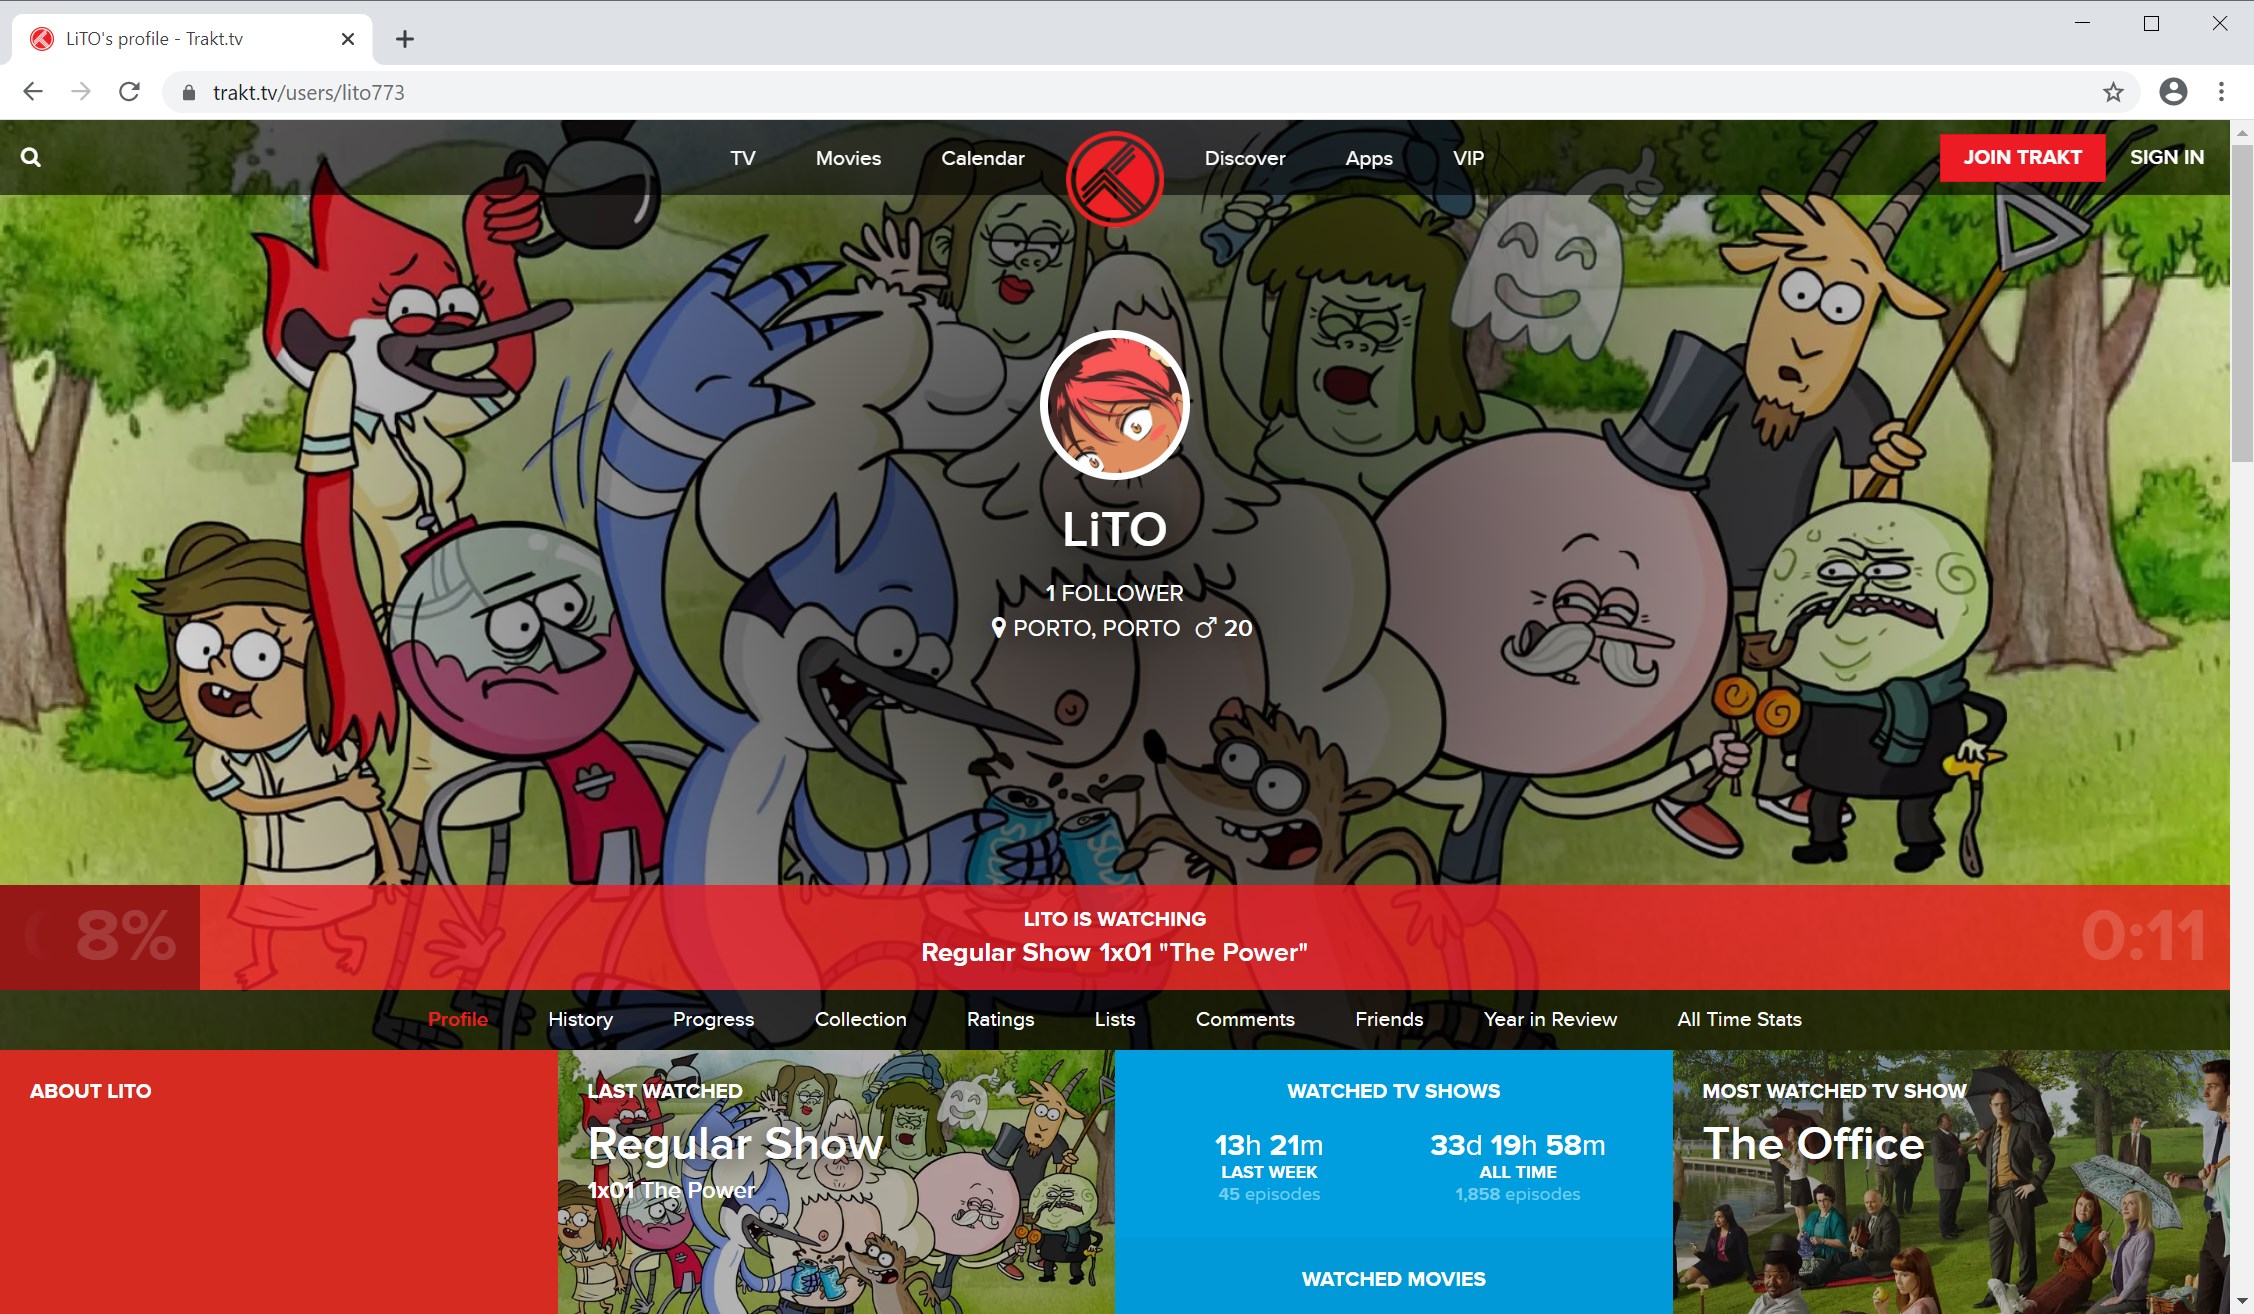 LiTO's profile - Trakt.tv
trakt.tv/users/lito773
TV Movies Calendar Discover Apps VIP
JOIN TRAKT SIGN IN
LiTO
1 FOLLOWER
PORTO, PORTO ♂ 20
8%
LITO IS WATCHING
Regular Show 1x01 "The Power"
0:11
Profile History Progress Collection Ratings Lists Comments Friends Year in Review All Time Stats
ABOUT LITO
LAST WATCHED
Regular Show
1x01 The Power
WATCHED TV SHOWS
13h 21m 33d 19h 58m
LAST WEEK ALL TIME
45 episodes 1,858 episodes
WATCHED MOVIES
MOST WATCHED TV SHOW
The Office